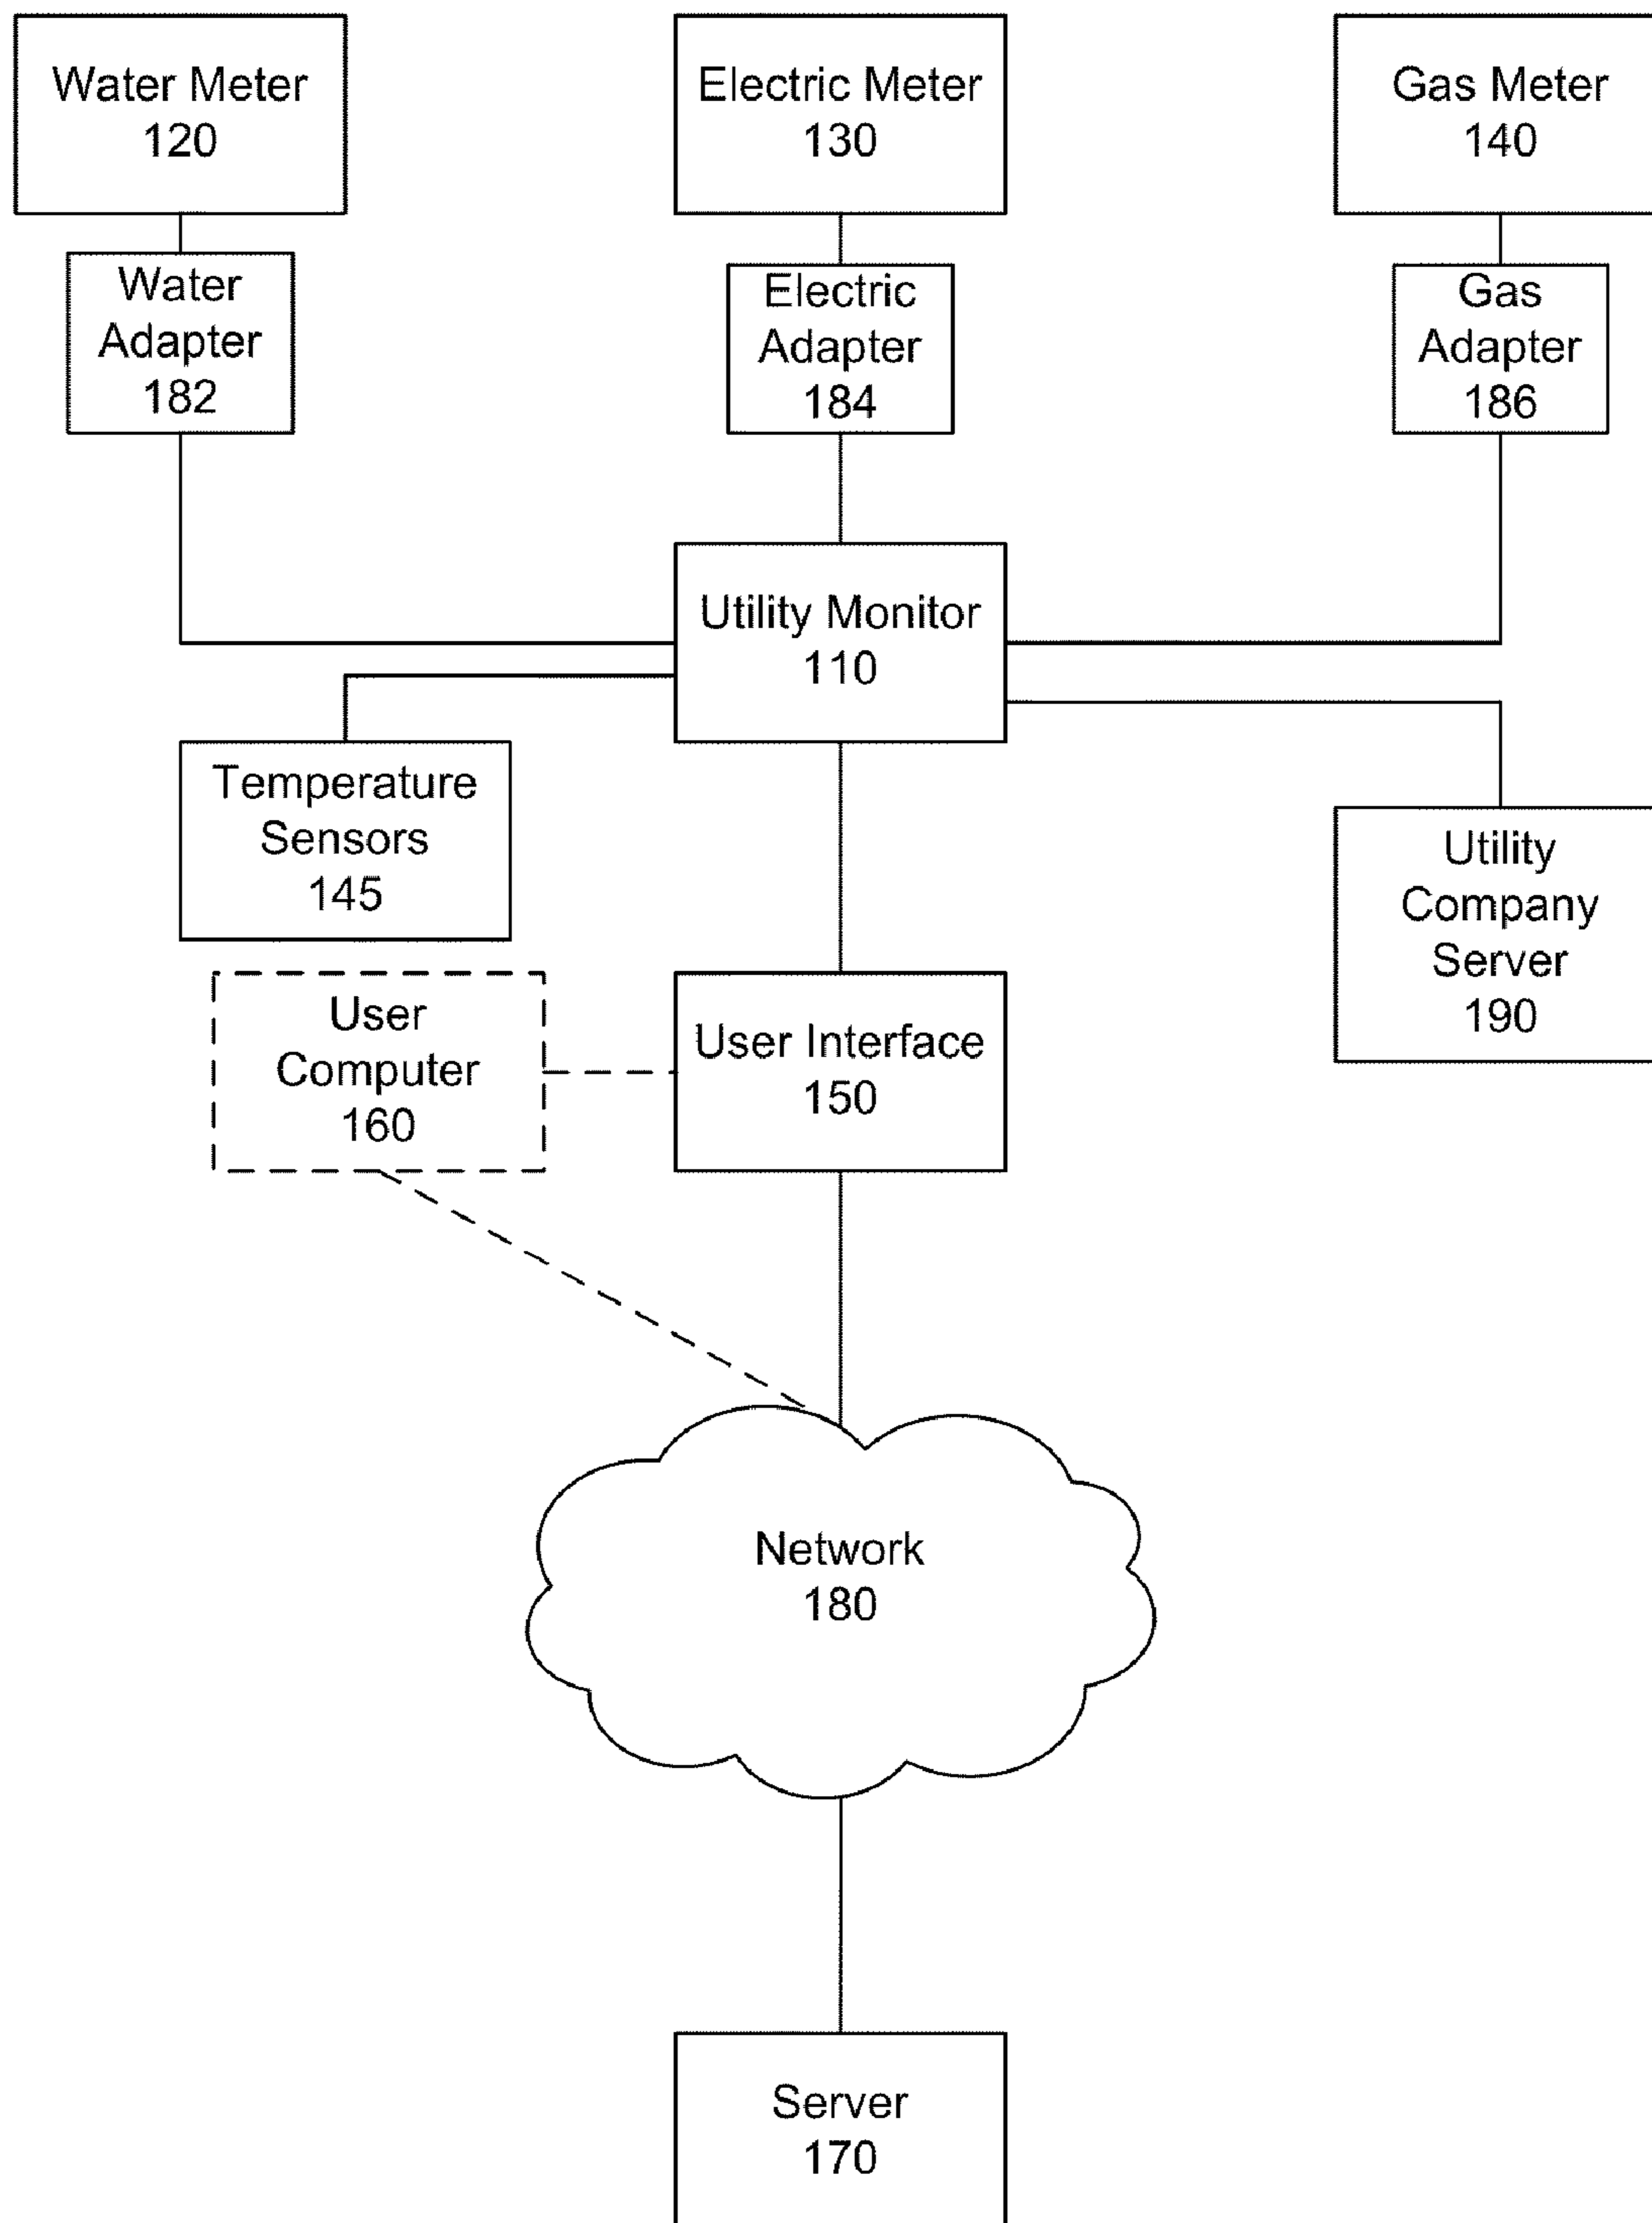 Water Meter
120
Electric Meter
130
Gas Meter
140
Water
Adapter
182
Electric
Adapter
184
Gas
Adapter
186
Utility Monitor
110
Temperature
Sensors
145
Utility
Company
Server
190
User
Computer
160
User Interface
150
Network
180
Server
170